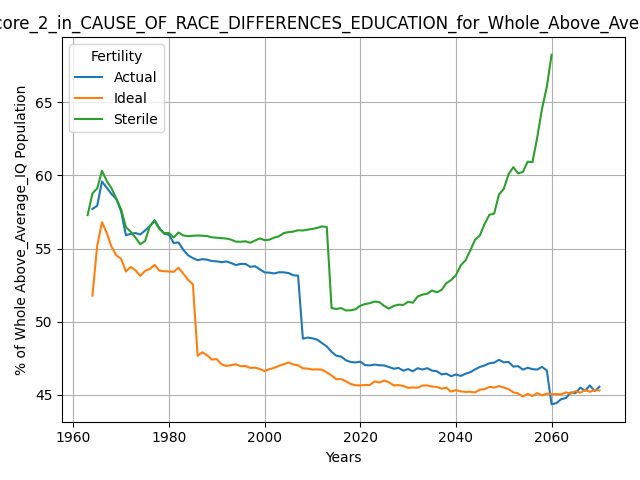 core_2_in_CAUSE_OF_RACE_DIFFERENCES_EDUCATION_for_Whole_Above_Ave
Fertility
Actual
Ideal
Sterile
% of Whole Above_Average_IQ Population
65
60
55
50
45
1960
1980
2000
2020
2040
2060
Years